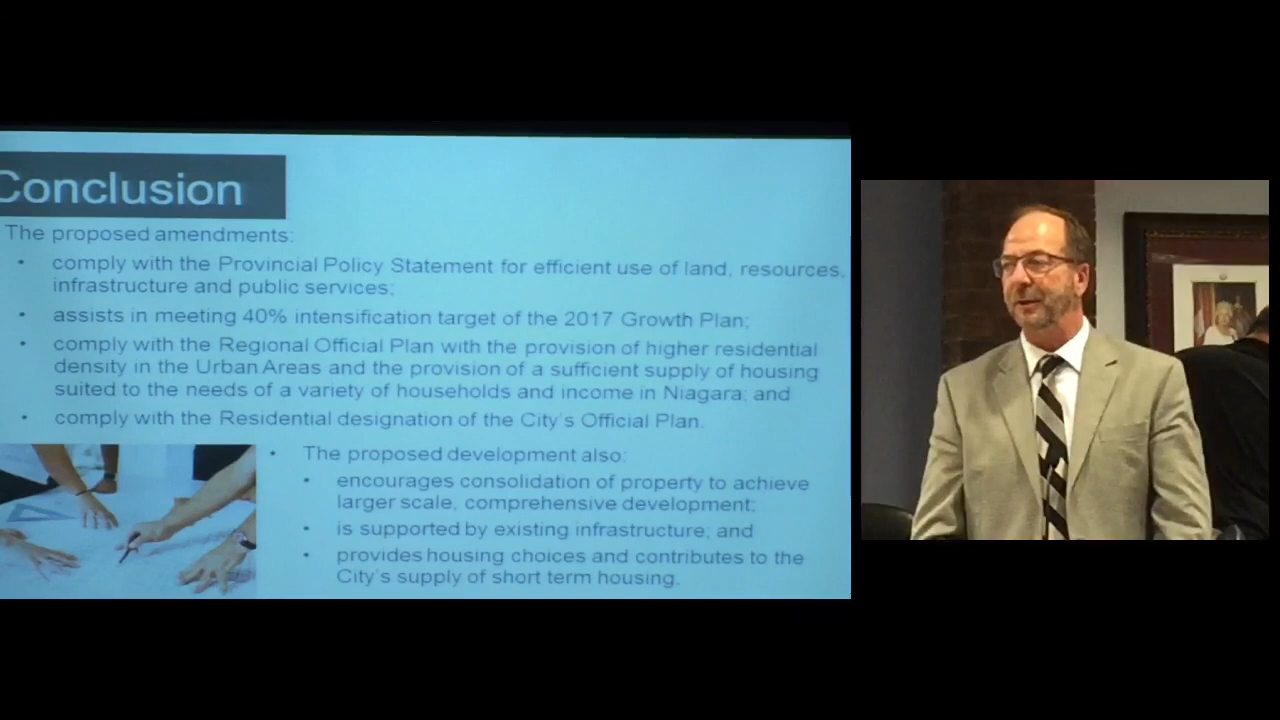 Conclusion
The proposed amendments:
• comply with the Provincial Policy Statement for efficient use of land, resources,
infrastructure and public services;
• assists in meeting 40% intensification target of the 2017 Growth Plan;
• comply with the Regional Official Plan with the provision of higher residential
density in the Urban Areas and the provision of a sufficient supply of housing
suited to the needs of a variety of households and income in Niagara; and
• comply with the Residential designation of the City's Official Plan.
• The proposed development also:
• encourages consolidation of property to achieve
larger scale, comprehensive development;
• is supported by existing infrastructure; and
• provides housing choices and contributes to the
City's supply of short term housing.